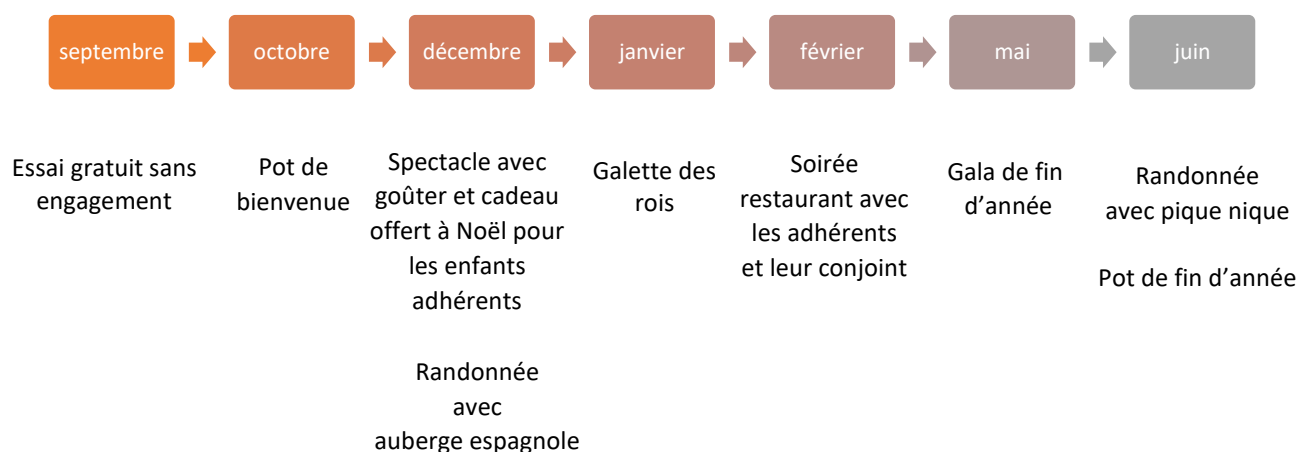 septembre
octobre
décembre
janvier
février
mai
juin
Essai gratuit sans
engagement
Pot de
bienvenue
Spectacle avec
goûter et cadeau
offert à Noël pour
les enfants
adhérents
Randonnée
avec
auberge espagnole
Galette des
rois
Soirée
restaurant avec
les adhérents
et leur conjoint
Gala de fin
d’année
Randonnée
avec pique nique
Pot de fin d’année